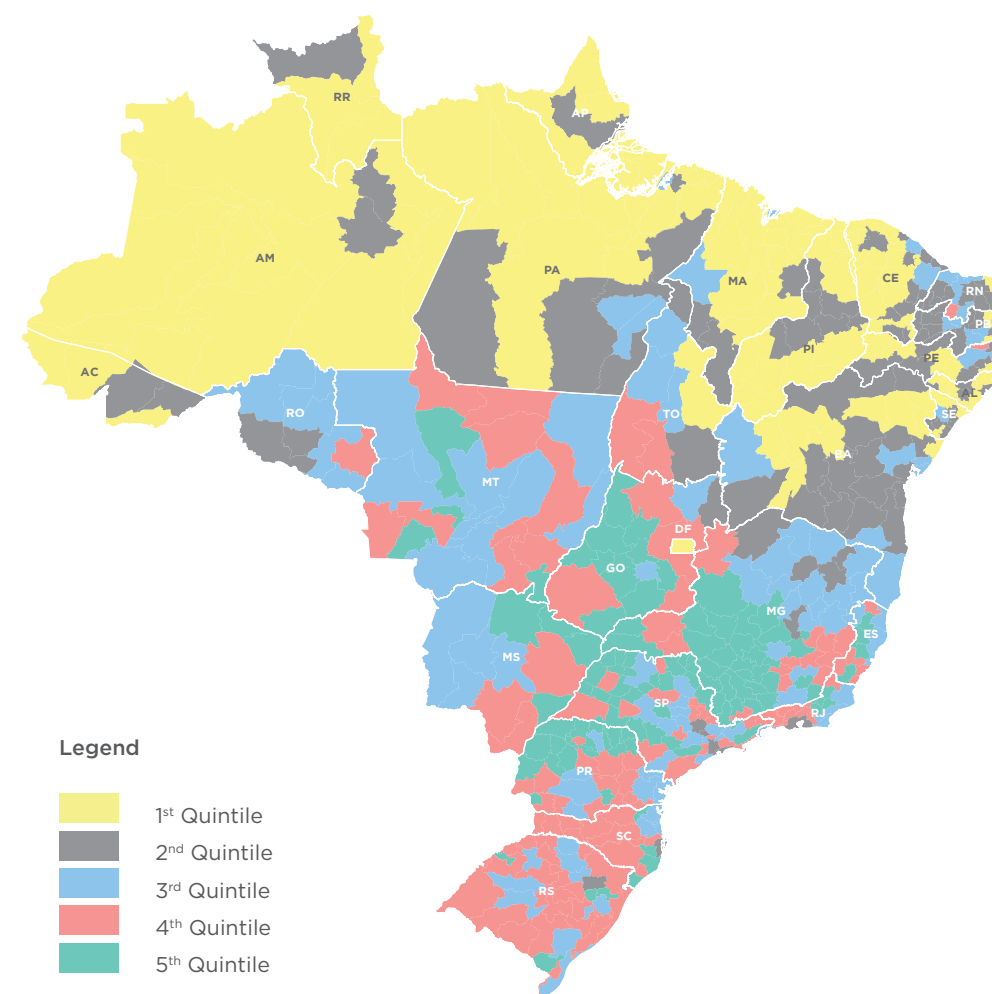 RR
AP
AM
PA
MA
CE
RN
PB
PI
PE
AC
AL
TO
SE
RO
BA
MT
DF
GO
MG
ES
MS
SP
RJ
PR
SC
RS
Legend
1st Quintile
2nd Quintile
3rd Quintile
4th Quintile
5th Quintile